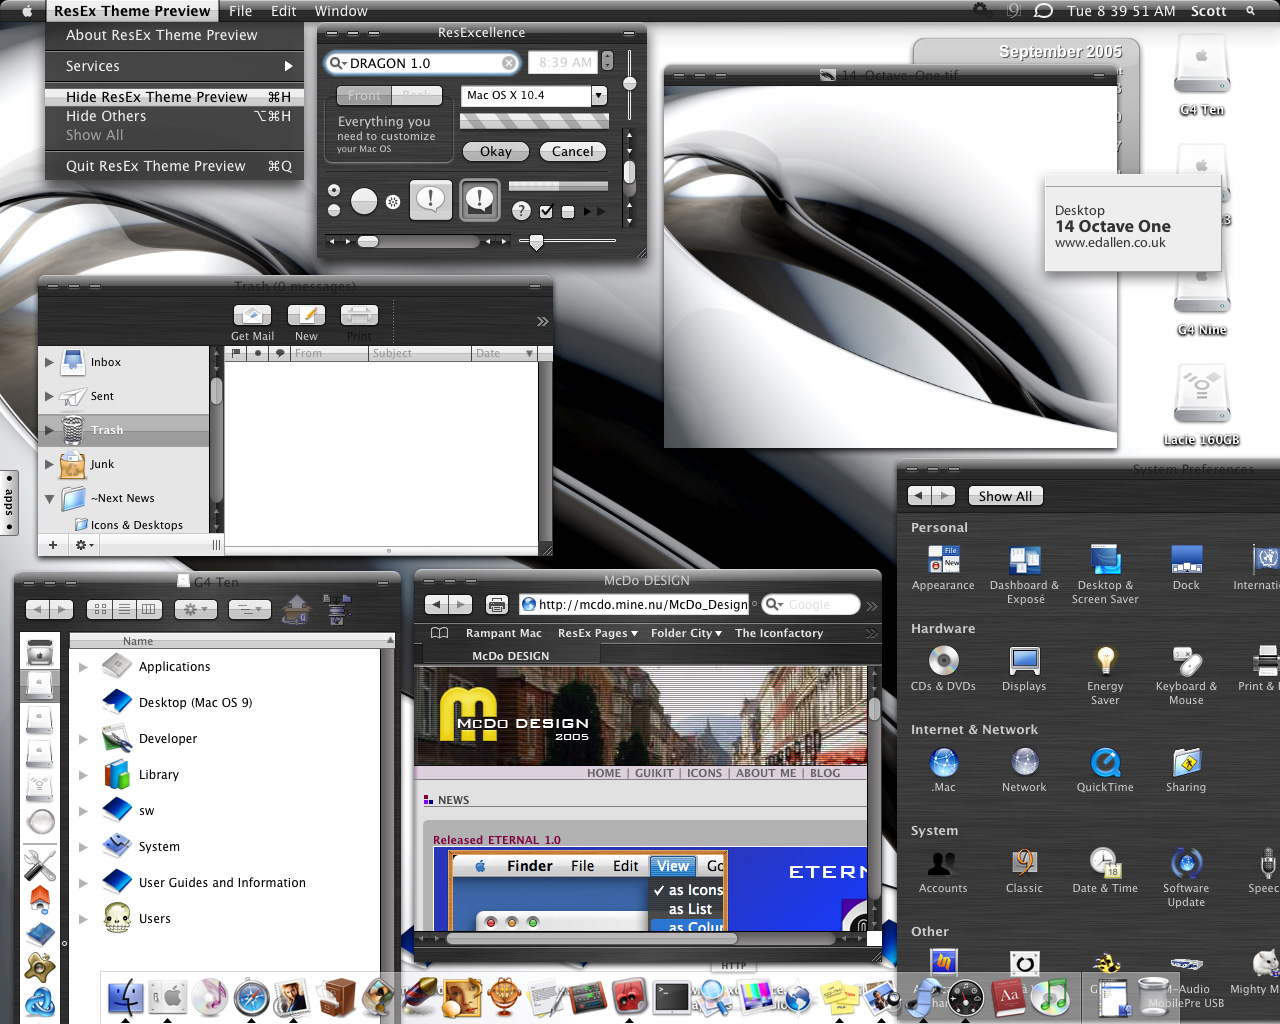 ResEx Theme Preview File Edit Window
Tue 8 39 51 AM Scott
About ResEx Theme Preview
Services
Hide ResEx Theme Preview ⌘H
Hide Others ⌥⌘H
Show All
Quit ResEx Theme Preview ⌘Q
ResExcellence
DRAGON 1.0
8:39 AM
Front Back
Mac OS X 10.4
Everything you
need to customize
your Mac OS
Okay Cancel
September 2005
14 Octave One.tif
G4 Ten
Desktop
14 Octave One
www.edallen.co.uk
G4 Nine
Lacie 160GB
Trash (0 messages)
Get Mail New Print
From Subject Date
Inbox
Sent
Trash
Junk
~Next News
Icons & Desktops
apps
System Preferences
Show All
Personal
Appearance
Dashboard &
Exposé
Desktop &
Screen Saver
Dock
Hardware
CDs & DVDs
Displays
Energy
Saver
Keyboard &
Mouse
Print &
Internet & Network
.Mac
Network
QuickTime
Sharing
System
Accounts
Classic
Date & Time
Software
Update
Other
M-Audio
MobilePre USB
Mighty
G4 Ten
Name
Applications
Desktop (Mac OS 9)
Developer
Library
sw
System
User Guides and Information
Users
McDo DESIGN
http://mcdo.mine.nu/McDo_Design
Google
Rampant Mac ResEx Pages Folder City The Iconfactory
McDo DESIGN
McDo DESIGN
2005
HOME | GUIKIT | ICONS | ABOUT ME | BLOG
NEWS
Released ETERNAL 1.0
Finder File Edit View Go
as Icons
as List
HTTP
Aa
18